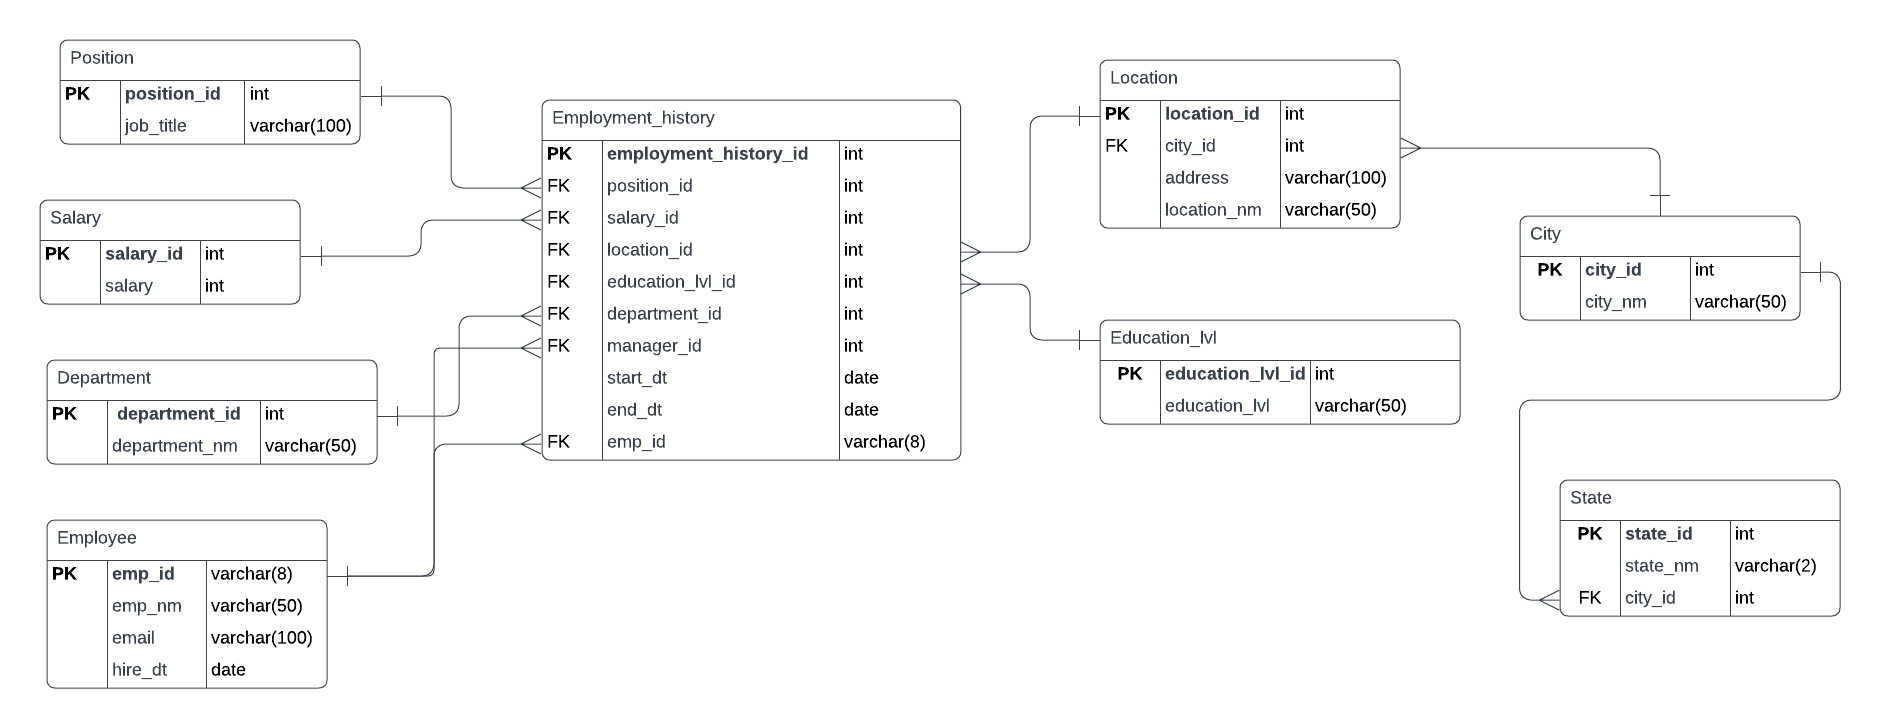 Position
PK position_id int
job_title varchar(100)
Salary
PK salary_id int
salary int
Department
PK department_id int
department_nm varchar(50)
Employee
PK emp_id varchar(8)
emp_nm varchar(50)
email varchar(100)
hire_dt date
Employment_history
PK employment_history_id int
FK position_id int
FK salary_id int
FK location_id int
FK education_lvl_id int
FK department_id int
FK manager_id int
start_dt date
end_dt date
FK emp_id varchar(8)
Location
PK location_id int
FK city_id int
address varchar(100)
location_nm varchar(50)
Education_lvl
PK education_lvl_id int
education_lvl varchar(50)
City
PK city_id int
city_nm varchar(50)
State
PK state_id int
state_nm varchar(2)
FK city_id int